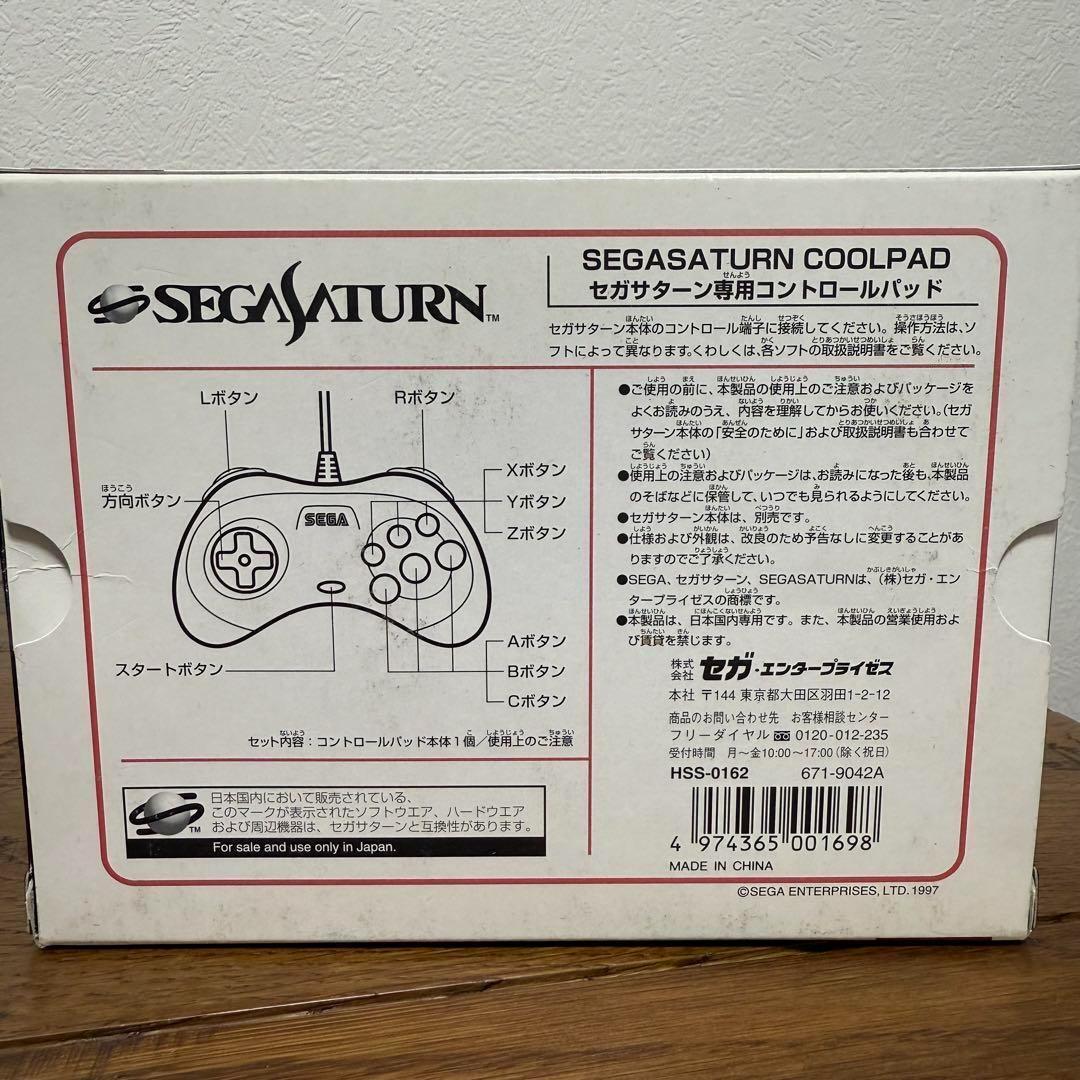 SEGASATURN™
SEGASATURN COOLPAD
セガサターン専用コントロールパッド
セガサターン本体のコントロール端子に接続してください。操作方法は、ソ
フトによって異なります。くわしくは、各ソフトの取扱説明書をご覧ください。
Lボタン
Rボタン
方向ボタン
Xボタン
Yボタン
Zボタン
SEGA
スタートボタン
Aボタン
Bボタン
Cボタン
セット内容:コントロールパッド本体1個/使用上のご注意
日本国内において販売されている、
このマークが表示されたソフトウエア、ハードウエア
および周辺機器は、セガサターンと互換性があります。
TM
For sale and use only in Japan.
●ご使用の前に、本製品の使用上のご注意およびパッケージを
よくお読みのうえ、内容を理解してからお使いください。(セガ
サターン本体の「安全のために」および取扱説明書も合わせて
ご覧ください)
●使用上の注意およびパッケージは、お読みになった後も、本製品
のそばなどに保管して、いつでも見られるようにしてください。
●セガサターン本体は、別売です。
●仕様および外観は、改良のため予告なしに変更することがあ
りますのでご了承ください。
●SEGA、セガサターン、SEGASATURNは、(株)セガ・エン
タープライゼスの商標です。
●本製品は、日本国内専用です。また、本製品の営業使用およ
び賃貸を禁じます。
株式会社 セガ・エンタープライゼス
本社 〒144 東京都大田区羽田1-2-12
商品のお問い合わせ先 お客様相談センター
フリーダイヤル 0120-012-235
受付時間 月〜金10:00〜17:00(除く祝日)
HSS-0162 671-9042A
4 974365 001698
MADE IN CHINA
©SEGA ENTERPRISES, LTD. 1997